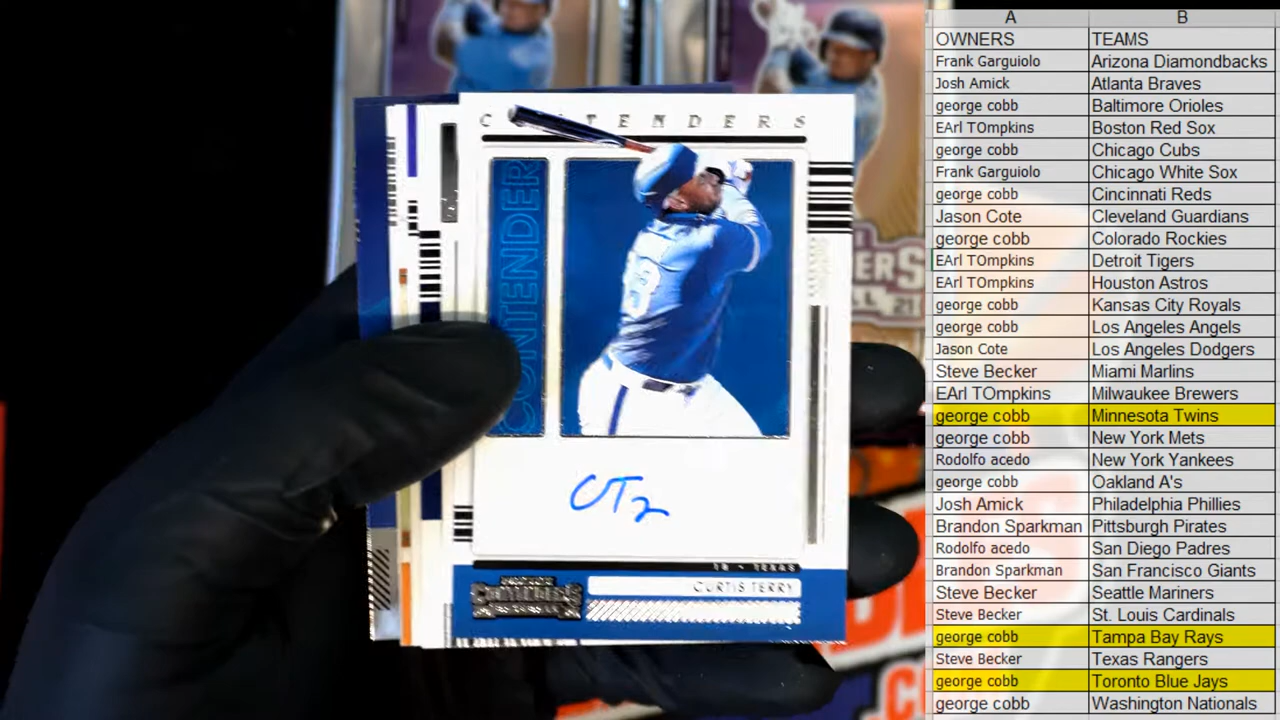 CONTENDERS
CONTENDER
CURTIS TERRY
1B • TEXAS
A B
OWNERS TEAMS
Frank Garguiolo Arizona Diamondbacks
Josh Amick Atlanta Braves
george cobb Baltimore Orioles
EArl TOmpkins Boston Red Sox
george cobb Chicago Cubs
Frank Garguiolo Chicago White Sox
george cobb Cincinnati Reds
Jason Cote Cleveland Guardians
george cobb Colorado Rockies
EArl TOmpkins Detroit Tigers
EArl TOmpkins Houston Astros
george cobb Kansas City Royals
george cobb Los Angeles Angels
Jason Cote Los Angeles Dodgers
Steve Becker Miami Marlins
EArl TOmpkins Milwaukee Brewers
george cobb Minnesota Twins
george cobb New York Mets
Rodolfo acedo New York Yankees
george cobb Oakland A's
Josh Amick Philadelphia Phillies
Brandon Sparkman Pittsburgh Pirates
Rodolfo acedo San Diego Padres
Brandon Sparkman San Francisco Giants
Steve Becker Seattle Mariners
Steve Becker St. Louis Cardinals
george cobb Tampa Bay Rays
Steve Becker Texas Rangers
george cobb Toronto Blue Jays
george cobb Washington Nationals